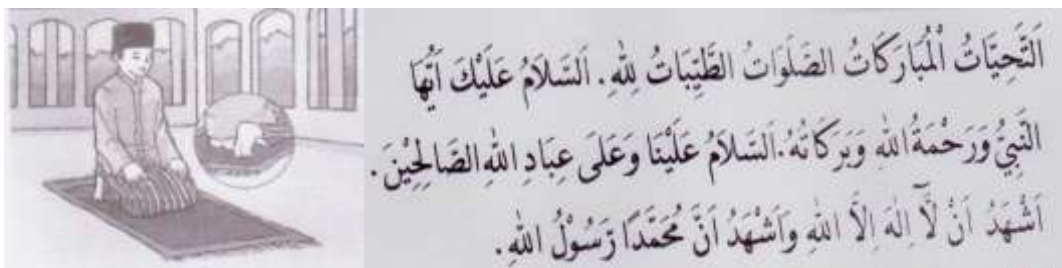 اَلتَّحِيَّاتُ الْمُبَارَكَاتُ الصَّلَوَاتُ الطَّيِّبَاتُ لِلّٰهِ. اَلسَّلَامُ عَلَيْكَ اَيُّهَا
النَّبِيُّ وَرَحْمَةُ اللهِ وَبَرَكَاتُهُ. اَلسَّلَامُ عَلَيْنَا وَعَلَى عِبَادِ اللهِ الصَّالِحِيْنَ.
اَشْهَدُ اَنْ لَّآ اِلٰهَ اِلَّا اللهِ وَاَشْهَدُ اَنَّ مُحَمَّدًا رَسُوْلُ اللهِ.